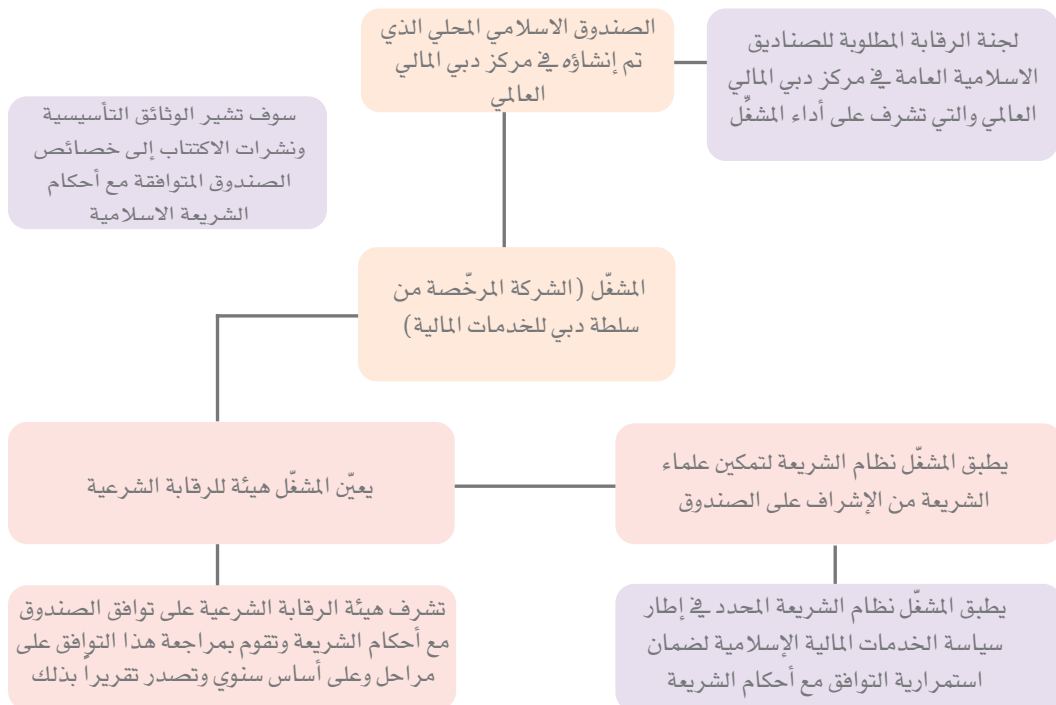 الصندوق الاسلامي المحلي الذي
تم إنشاؤه في مركز دبي المالي
العالمي
لجنة الرقابة المطلوبة للصناديق
الاسلامية العامة في مركز دبي المالي
العالمي والتي تشرف على أداء المشغِّل
سوف تشير الوثائق التأسيسية
ونشرات الاكتتاب إلى خصائص
الصندوق المتوافقة مع أحكام
الشريعة الاسلامية
المشغّل (الشركة المرخّصة من
سلطة دبي للخدمات المالية)
يطبق المشغّل نظام الشريعة لتمكين علماء
الشريعة من الإشراف على الصندوق
يعيّن المشغّل هيئة للرقابة الشرعية
تشرف هيئة الرقابة الشرعية على توافق الصندوق
مع أحكام الشريعة وتقوم بمراجعة هذا التوافق على
مراحل وعلى أساس سنوي وتصدر تقريراً بذلك
يطبق المشغّل نظام الشريعة المحدد في إطار
سياسة الخدمات المالية الإسلامية لضمان
استمرارية التوافق مع أحكام الشريعة